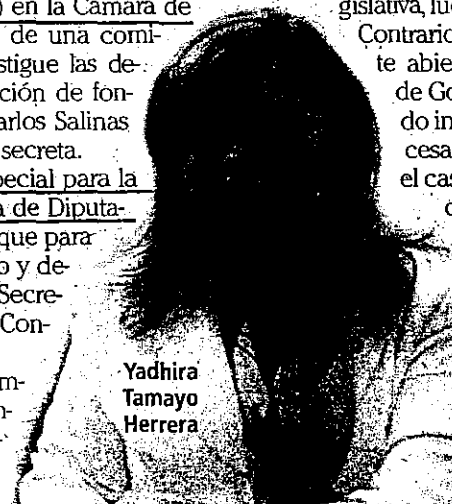 en la Cámara de
de una comi-
stigue las de-
ción de fon-
arlos Salinas
secreta.
pecial para la
a de Diputa-
que para
o y de-
Secre-
Con-
m-
n-
Yadhira
Tamayo
Herrera
gislativa, lue
Contrario
te abie
de Go
do in
cesa
el cas